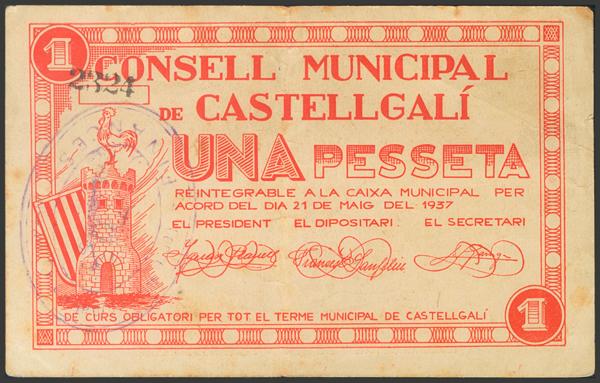 1
CONSELL MUNICIPAL
2324
DE CASTELLGALÍ
UNA PESSETA
REINTEGRABLE A LA CAIXA MUNICIPAL PER
ACORD DEL DIA 21 DE MAIG DEL 1937
EL PRESIDENT EL DIPOSITARI EL SECRETARI
DE CURS OBLIGATORI PER TOT EL TERME MUNICIPAL DE CASTELLGALÍ
1